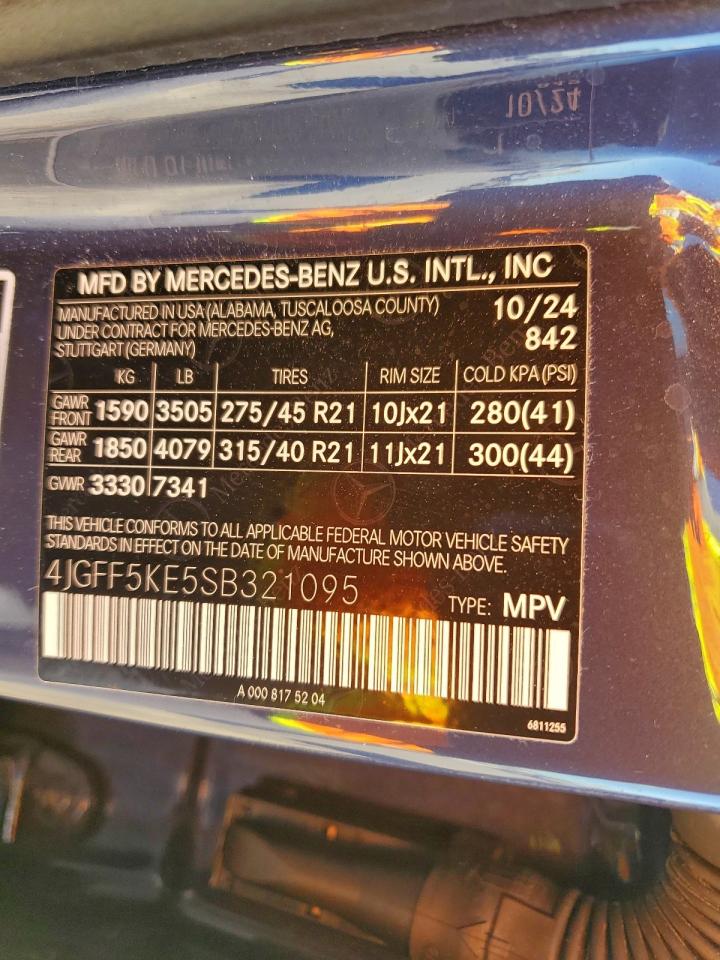 10/24
MFD BY MERCEDES-BENZ U.S. INTL., INC
MANUFACTURED IN USA (ALABAMA, TUSCALOOSA COUNTY) 10/24
UNDER CONTRACT FOR MERCEDES-BENZ AG, 842
STUTTGART (GERMANY)
KG LB TIRES RIM SIZE COLD KPA (PSI)
GAWR FRONT 1590 3505 275/45 R21 10Jx21 280(41)
GAWR REAR 1850 4079 315/40 R21 11Jx21 300(44)
GVWR 3330 7341
THIS VEHICLE CONFORMS TO ALL APPLICABLE FEDERAL MOTOR VEHICLE SAFETY
STANDARDS IN EFFECT ON THE DATE OF MANUFACTURE SHOWN ABOVE.
4JGFF5KE5SB321095
TYPE: MPV
A 000 817 52 04
6811255